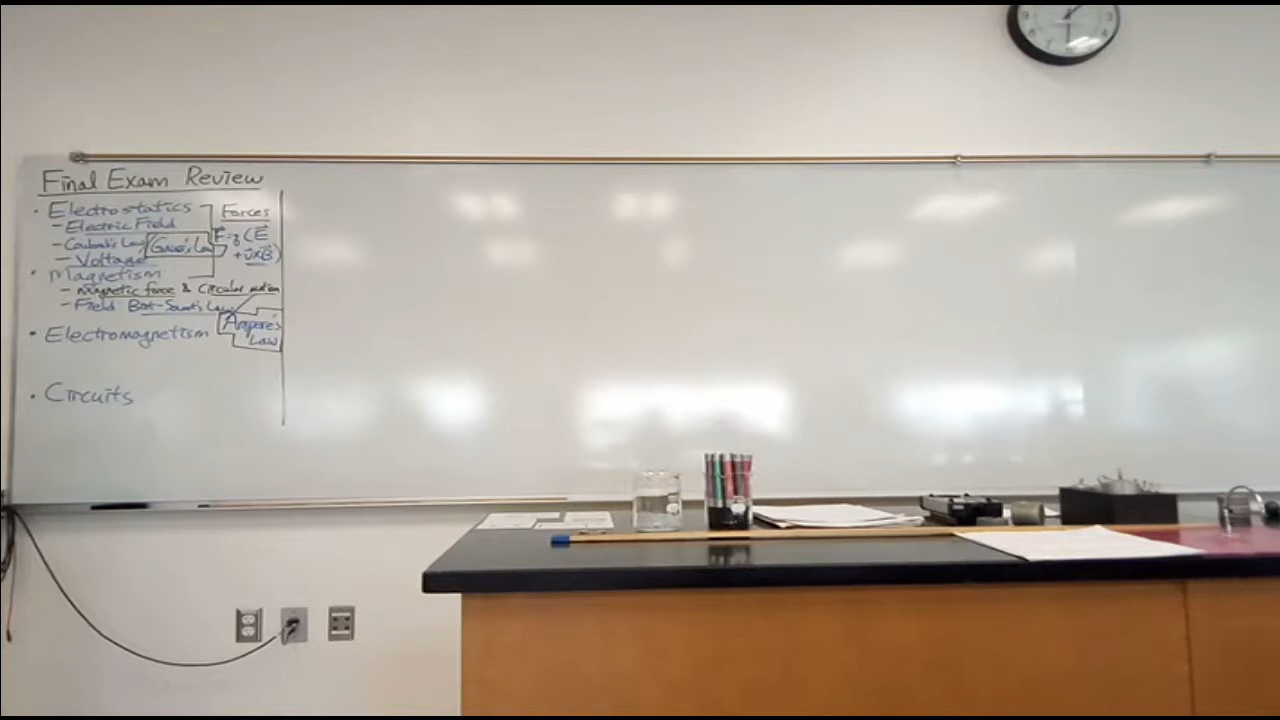 Final Exam Review
· Electrostatics
- Electric Field
- Coulomb's Law
Gauss's Law
- Voltage
Forces
F = q (E
+ v×B)
· Magnetism
- magnetic force & Circular motion
- Field: Biot-Savart's Law
Ampere's
Law
· Electromagnetism
· Circuits